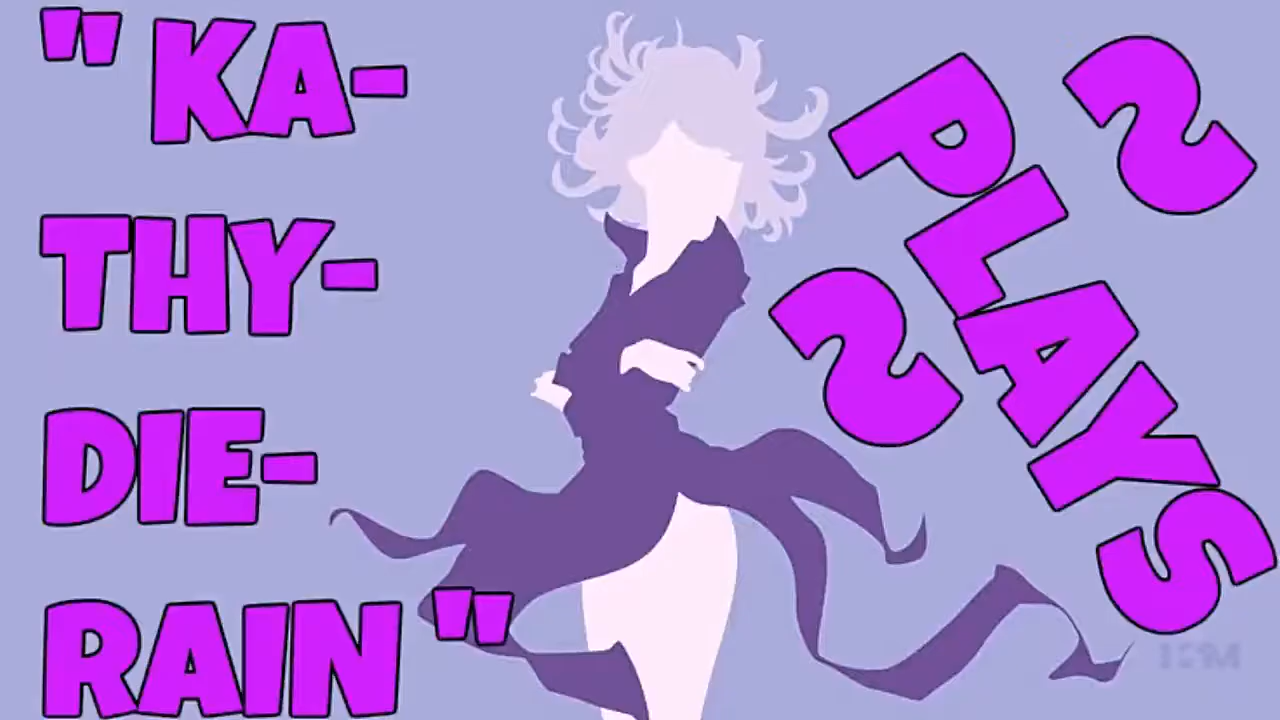 " KA-
THY-
DIE-
RAIN "
PLAYS